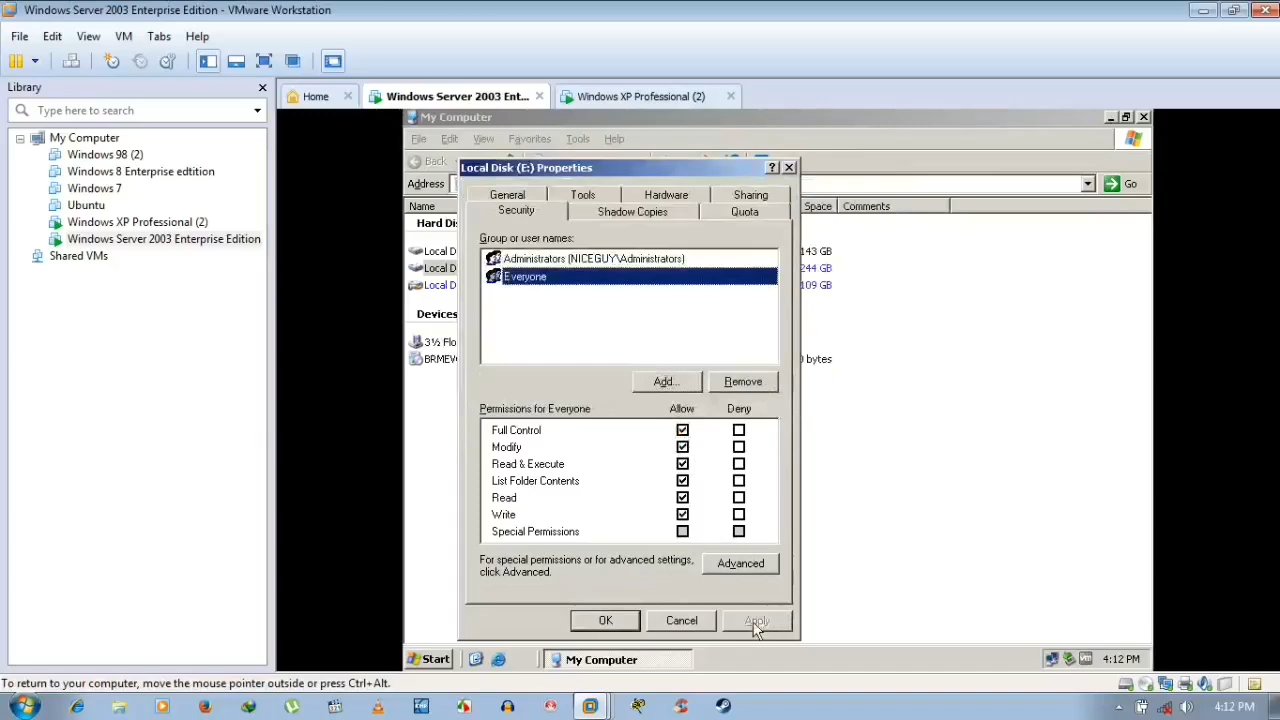 Windows Server 2003 Enterprise Edition - VMware Workstation
File Edit View VM Tabs Help
Library
Type here to search
My Computer
Windows 98 (2)
Windows 8 Enterprise edtition
Windows 7
Ubuntu
Windows XP Professional (2)
Windows Server 2003 Enterprise Edition
Shared VMs
Home Windows Server 2003 Ent... Windows XP Professional (2)
My Computer
File Edit View Favorites Tools Help
Back
Address Go
Name Space Comments
Hard Dis
Local D 143 GB
Local D 244 GB
Local D 109 GB
Devices
3½ Flo
BRMEV 0 bytes
Local Disk (E:) Properties
General Tools Hardware Sharing
Security Shadow Copies Quota
Group or user names:
Administrators (NICEGUY\Administrators)
Everyone
Add... Remove
Permissions for Everyone Allow Deny
Full Control
Modify
Read & Execute
List Folder Contents
Read
Write
Special Permissions
For special permissions or for advanced settings,
click Advanced.
Advanced
OK Cancel Apply
Start My Computer 4:12 PM
To return to your computer, move the mouse pointer outside or press Ctrl+Alt.
4:12 PM